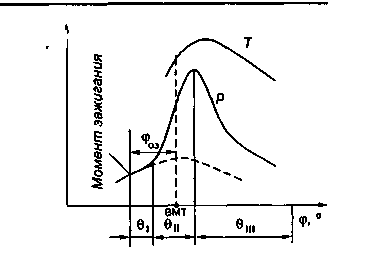 T
p
Момент зажигания
φоз
вмт
φ, °
θI
θII
θIII